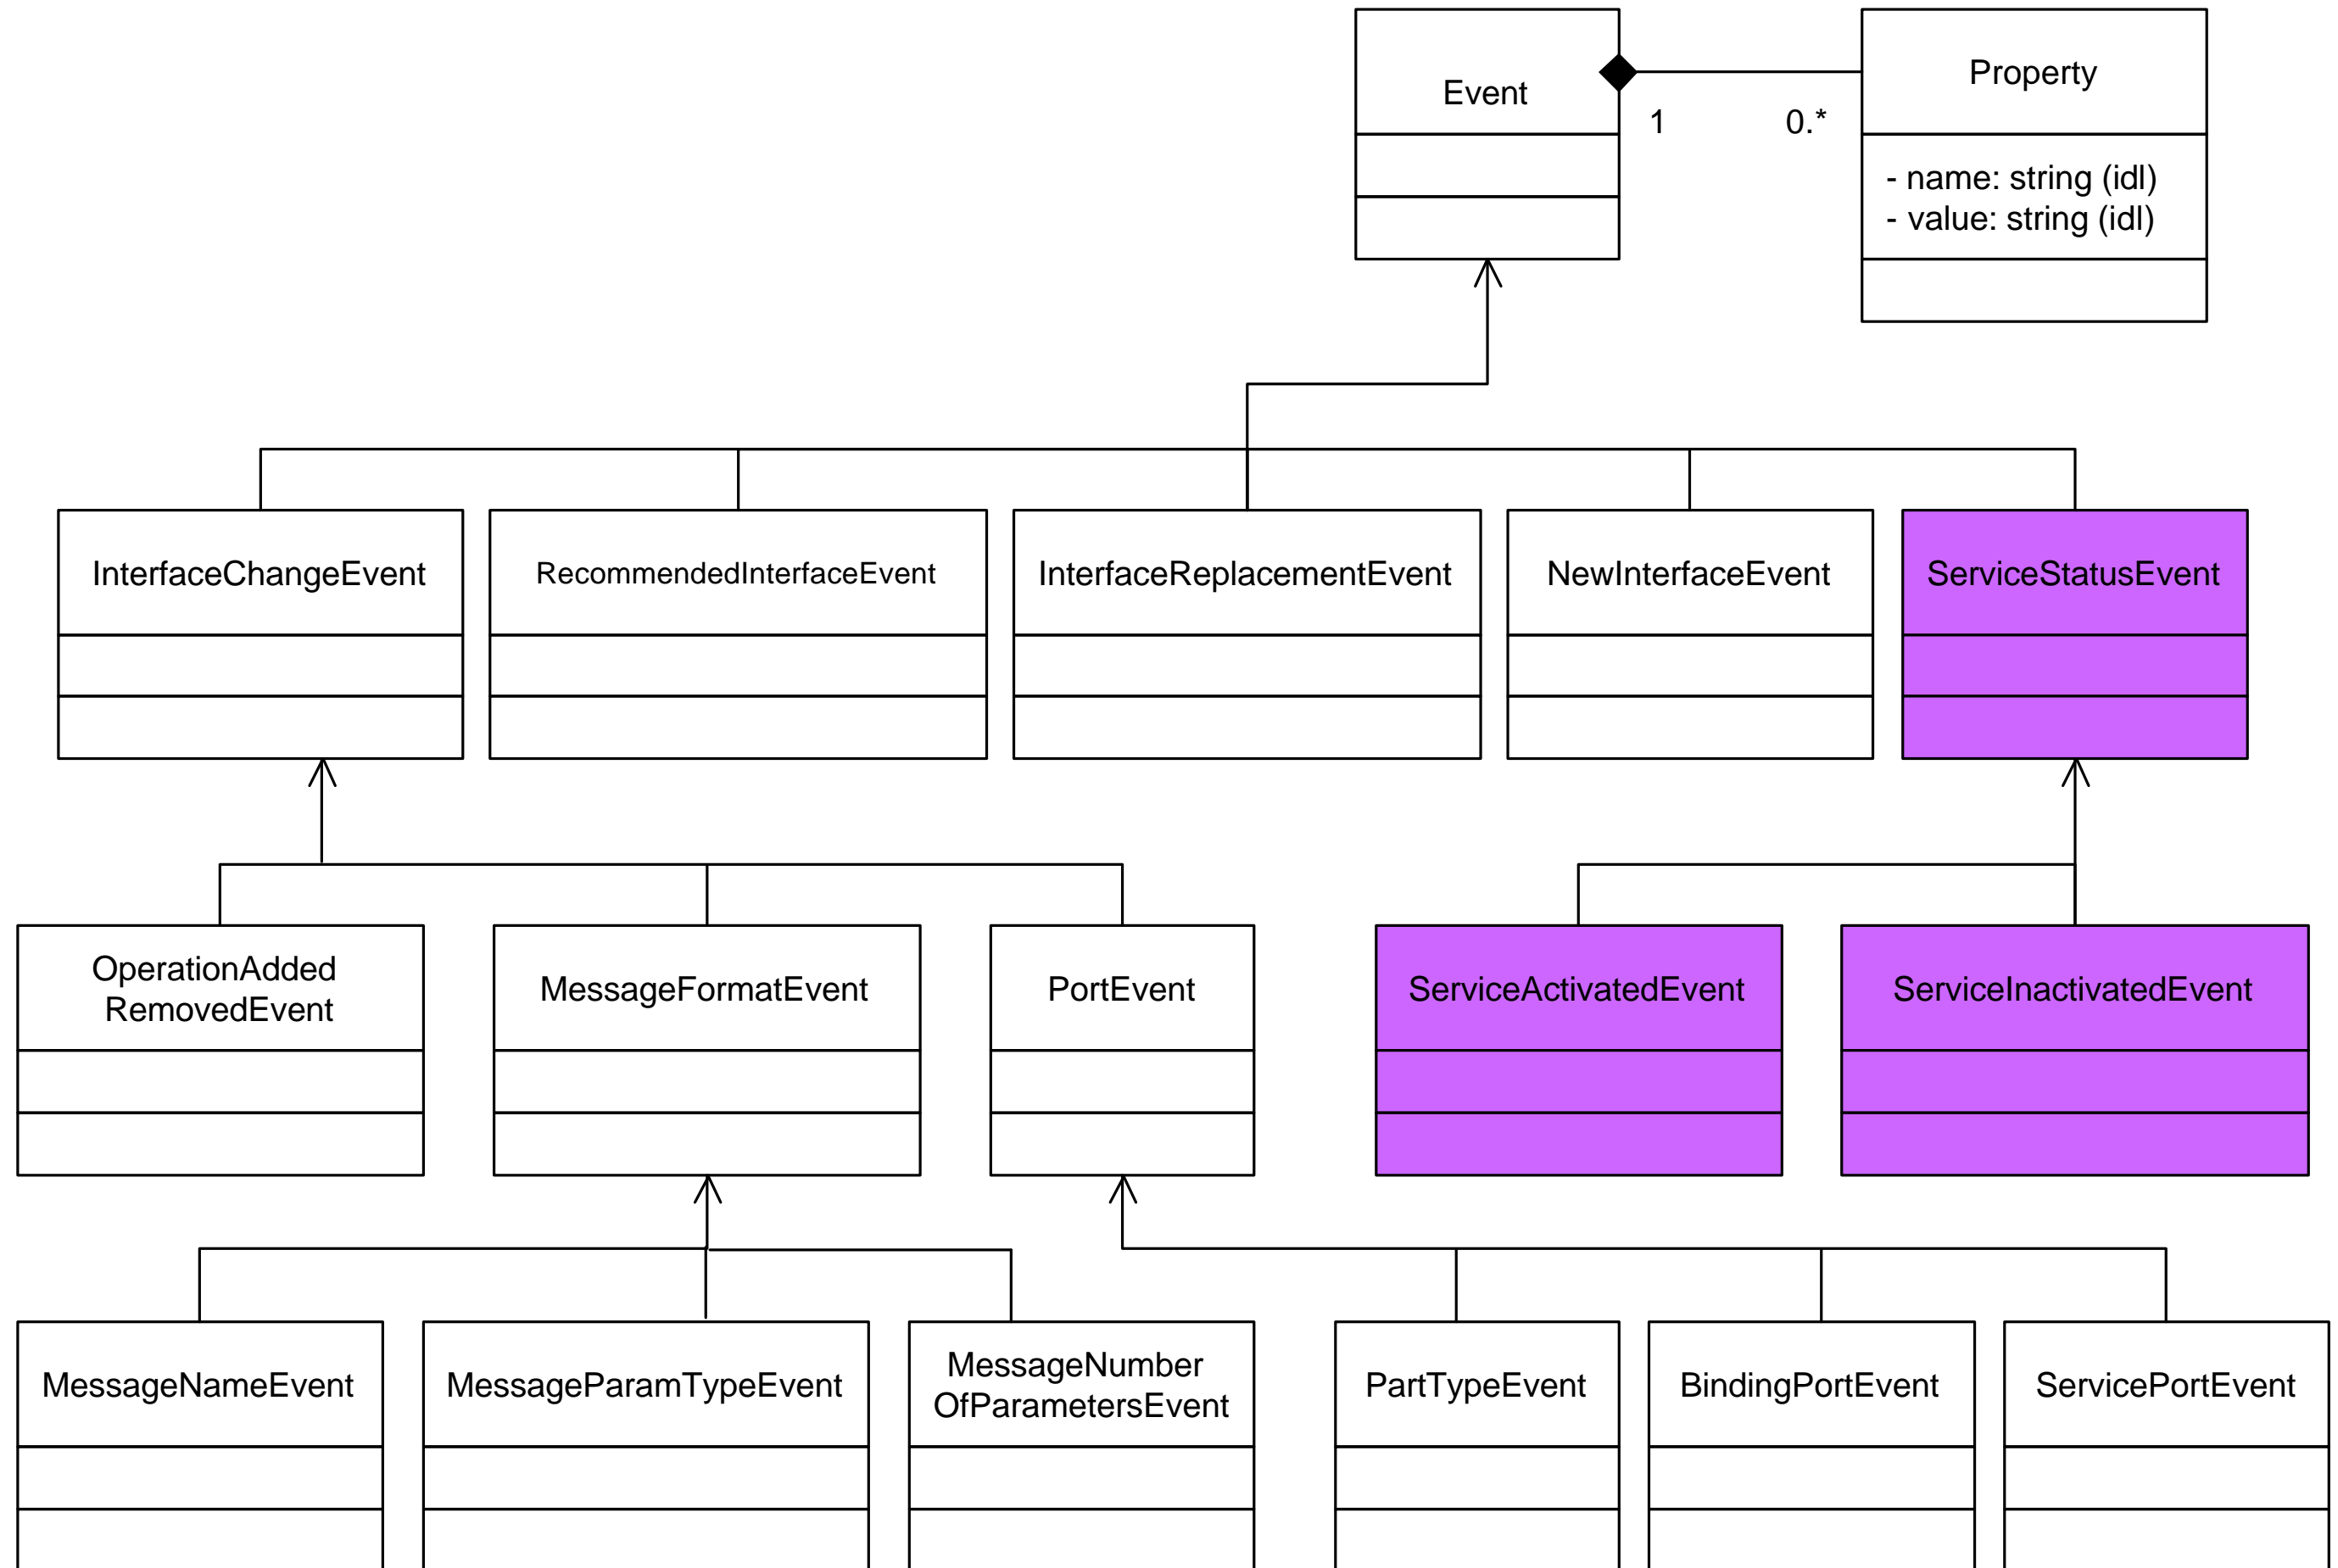 Event
Property
1
0.*
- name: string (idl)
- value: string (idl)
InterfaceChangeEvent
RecommendedInterfaceEvent
InterfaceReplacementEvent
NewInterfaceEvent
ServiceStatusEvent
OperationAdded
RemovedEvent
MessageFormatEvent
PortEvent
ServiceActivatedEvent
ServiceInactivatedEvent
MessageNameEvent
MessageParamTypeEvent
MessageNumber
OfParametersEvent
PartTypeEvent
BindingPortEvent
ServicePortEvent